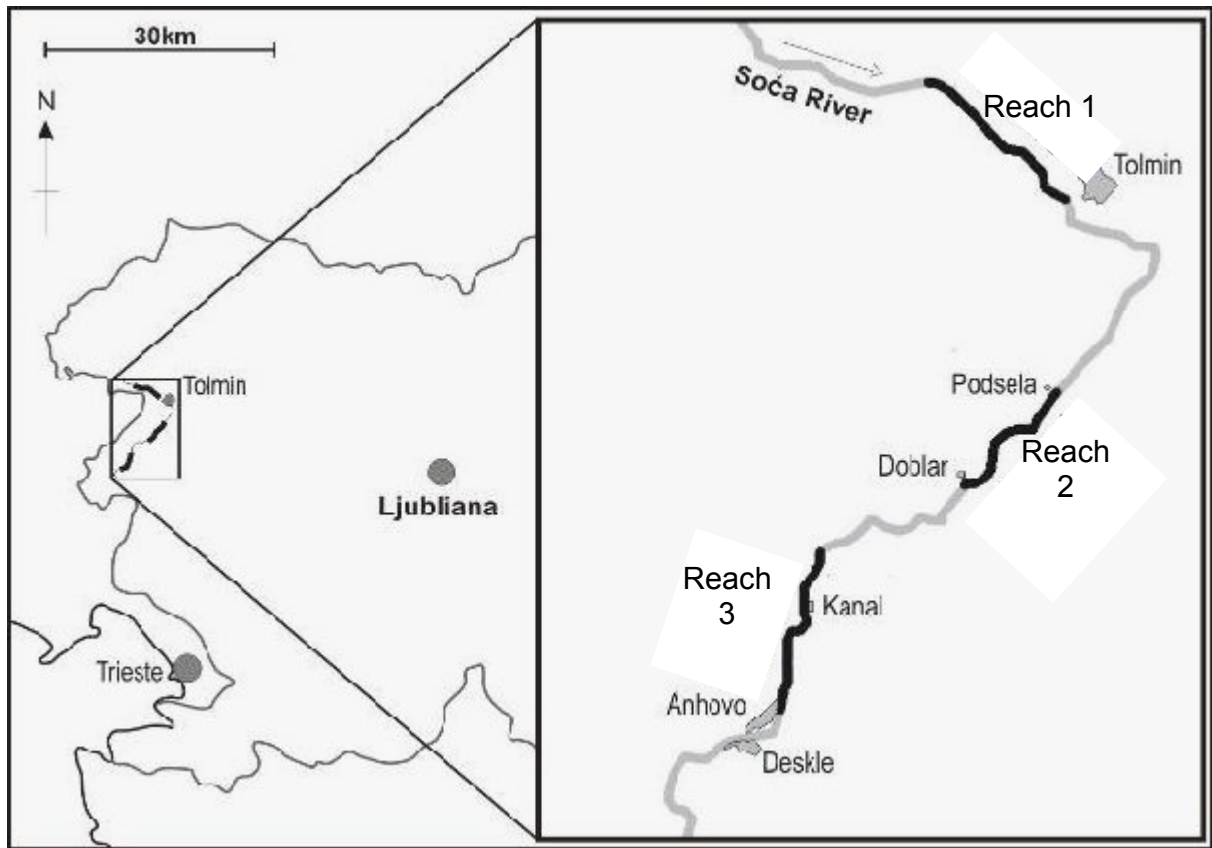 30km
N
Tolmin
Ljubliana
Trieste
Soća River
Reach 1
Tolmin
Podsela
Reach
2
Doblar
Reach
3
Kanal
Anhovo
Deskle